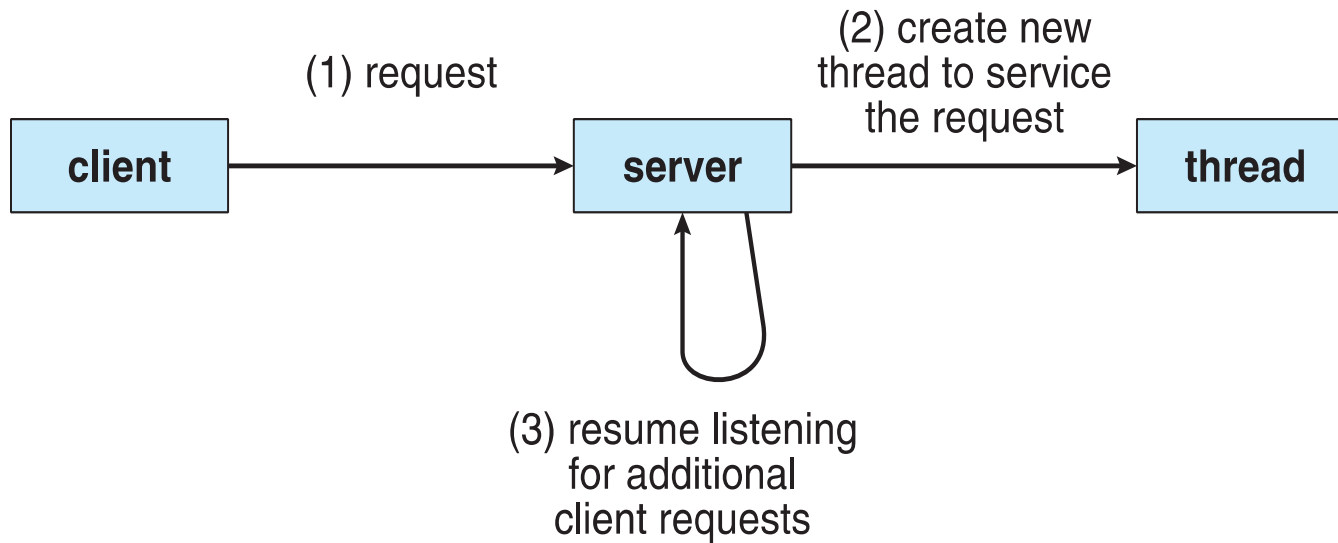 (1) request
(2) create new
thread to service
the request
client
server
thread
(3) resume listening
for additional
client requests